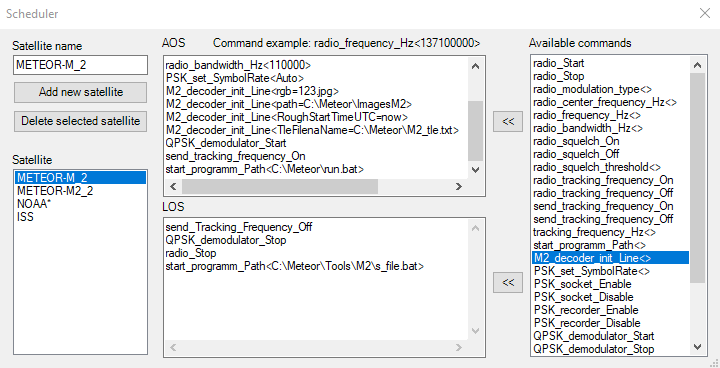 Scheduler
Satellite name
METEOR-M_2
Add new satellite
Delete selected satellite
Satellite
METEOR-M_2
METEOR-M2_2
NOAA*
ISS
AOS
Command example: radio_frequency_Hz<137100000>
radio_bandwidth_Hz<110000>
PSK_set_SymbolRate<Auto>
M2_decoder_init_Line<rgb=123.jpg>
M2_decoder_init_Line<path=C:\Meteor\ImagesM2>
M2_decoder_init_Line<RoughStartTimeUTC=now>
M2_decoder_init_Line<TleFilenaName=C:\Meteor\M2_tle.txt>
QPSK_demodulator_Start
send_tracking_frequency_On
start_programm_Path<C:\Meteor\run.bat>
LOS
send_Tracking_Frequency_Off
QPSK_demodulator_Stop
radio_Stop
start_programm_Path<C:\Meteor\Tools\M2\s_file.bat>
<<
<<
Available commands
radio_Start
radio_Stop
radio_modulation_type<>
radio_center_frequency_Hz<>
radio_frequency_Hz<>
radio_bandwidth_Hz<>
radio_squelch_On
radio_squelch_Off
radio_squelch_threshold<>
radio_tracking_frequency_On
radio_tracking_frequency_Off
send_tracking_frequency_On
send_tracking_frequency_Off
tracking_frequency_Hz<>
start_programm_Path<>
M2_decoder_init_Line<>
PSK_set_SymbolRate<>
PSK_socket_Enable
PSK_socket_Disable
PSK_recorder_Enable
PSK_recorder_Disable
QPSK_demodulator_Start
QPSK_demodulator_Stop